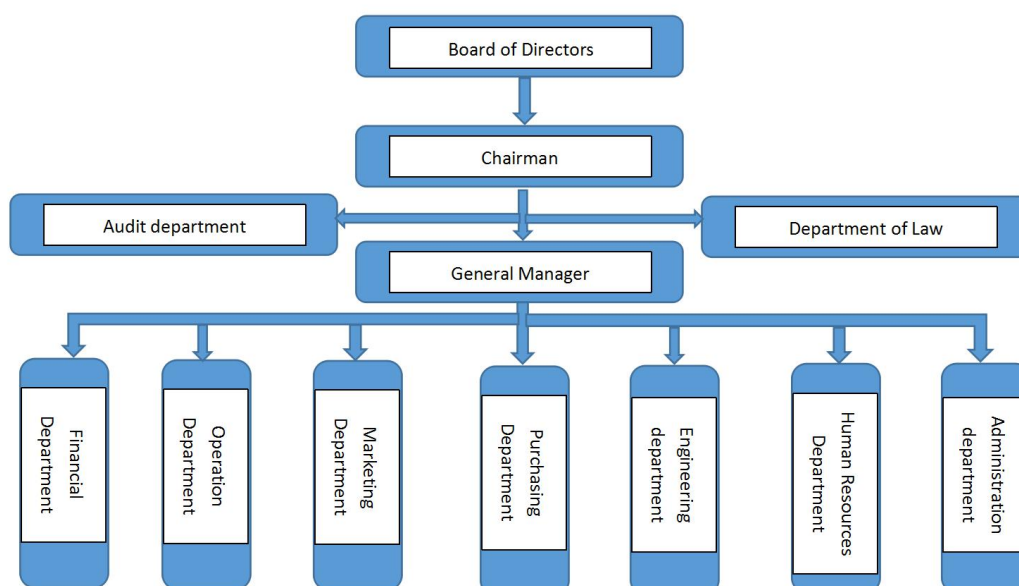 Board of Directors
Chairman
Audit department
Department of Law
General Manager
Financial
Department
Operation
Department
Marketing
Department
Purchasing
Department
Engineering
department
Human Resources
Department
Administration
department